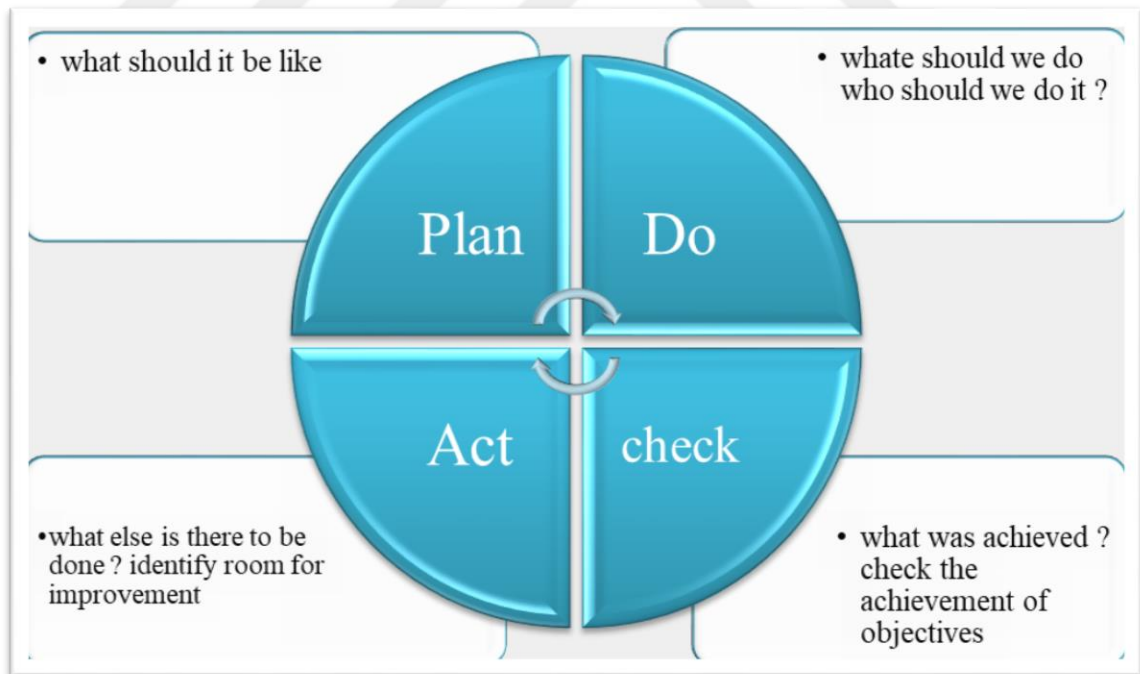 • what should it be like
• whate should we do
who should we do it ?
Plan
Do
Act
check
•what else is there to be
done ? identify room for
improvement
• what was achieved ?
check the
achievement of
objectives